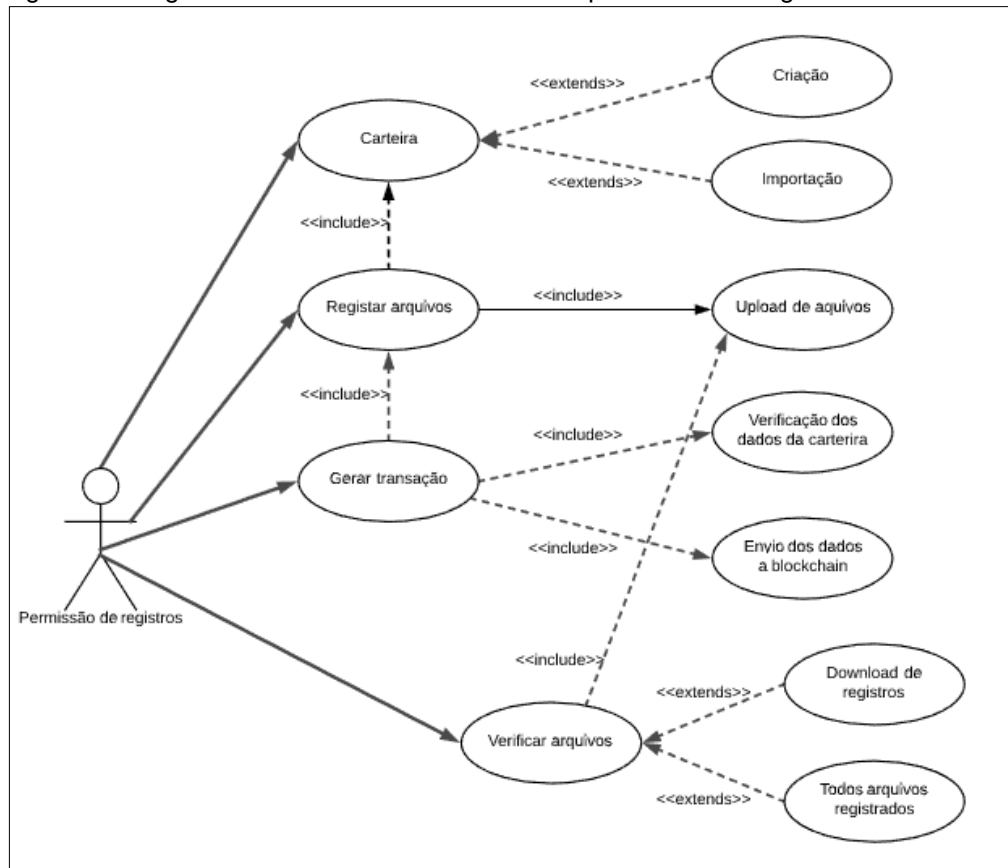 Criação
<<extends>>
Carteira
Importação
<<extends>>
<<include>>
Registar arquivos
<<include>>
Upload de aquivos
<<include>>
Verificação dos
dados da carterira
<<include>>
Gerar transação
<<include>>
Envio dos dados
a blockchain
Permissão de registros
<<include>>
Download de
registros
<<extends>>
Verificar arquivos
<<extends>>
Todos arquivos
registrados